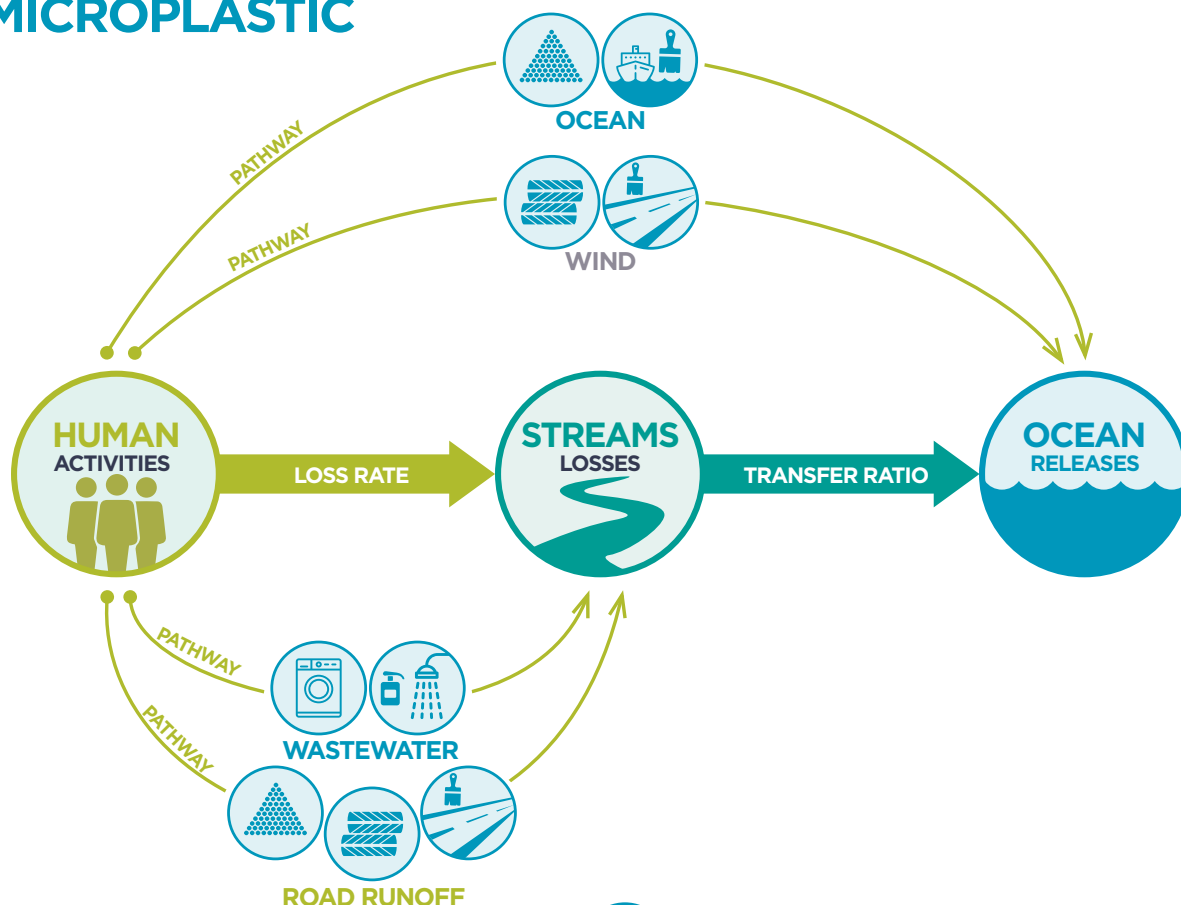 MICROPLASTIC
OCEAN
PATHWAY
WIND
PATHWAY
HUMAN
ACTIVITIES
LOSS RATE
STREAMS
LOSSES
TRANSFER RATIO
OCEAN
RELEASES
PATHWAY
WASTEWATER
PATHWAY
ROAD RUNOFF